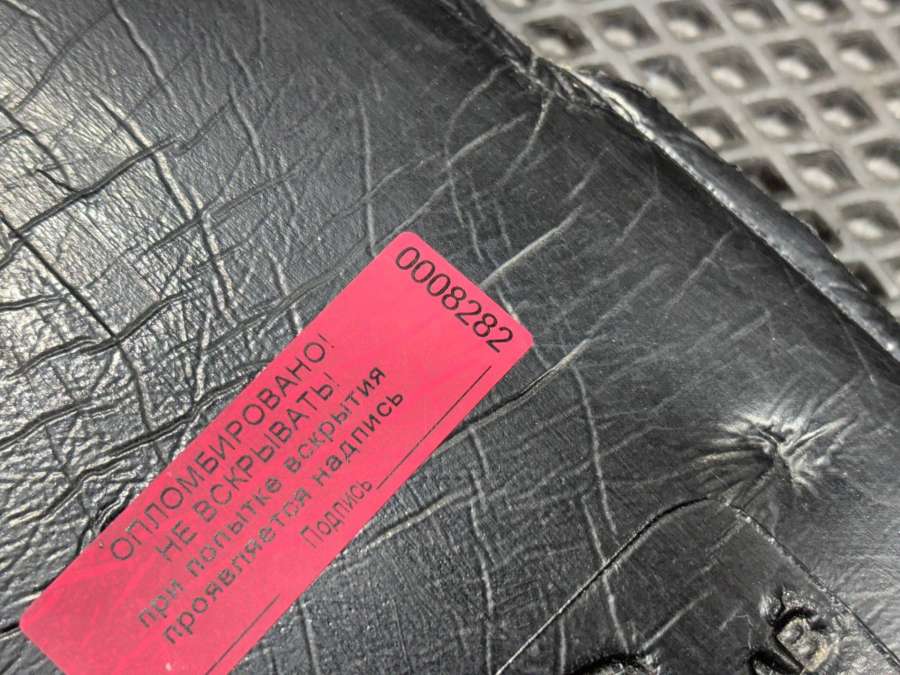 0008282
ОПЛОМБИРОВАНО!
НЕ ВСКРЫВАТЬ!
при попытке вскрытия
проявляется надпись
Подпись